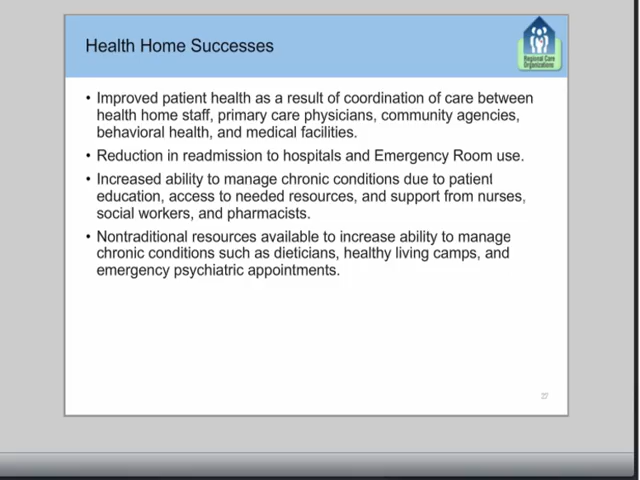 Health Home Successes
Regional Care
Organizations
• Improved patient health as a result of coordination of care between
health home staff, primary care physicians, community agencies,
behavioral health, and medical facilities.
• Reduction in readmission to hospitals and Emergency Room use.
• Increased ability to manage chronic conditions due to patient
education, access to needed resources, and support from nurses,
social workers, and pharmacists.
• Nontraditional resources available to increase ability to manage
chronic conditions such as dieticians, healthy living camps, and
emergency psychiatric appointments.
27